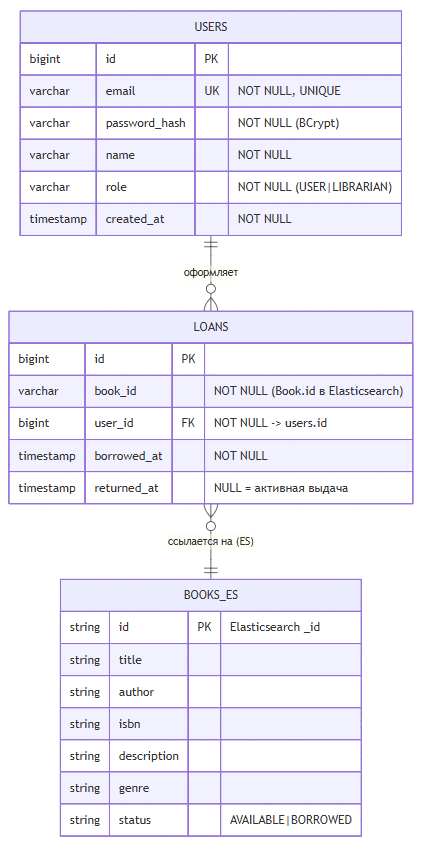 USERS
bigint id PK
varchar email UK NOT NULL, UNIQUE
varchar password_hash NOT NULL (BCrypt)
varchar name NOT NULL
varchar role NOT NULL (USER|LIBRARIAN)
timestamp created_at NOT NULL
оформляет
LOANS
bigint id PK
varchar book_id NOT NULL (Book.id в Elasticsearch)
bigint user_id FK NOT NULL -> users.id
timestamp borrowed_at NOT NULL
timestamp returned_at NULL = активная выдача
ссылается на (ES)
BOOKS_ES
string id PK Elasticsearch _id
string title
string author
string isbn
string description
string genre
string status AVAILABLE|BORROWED